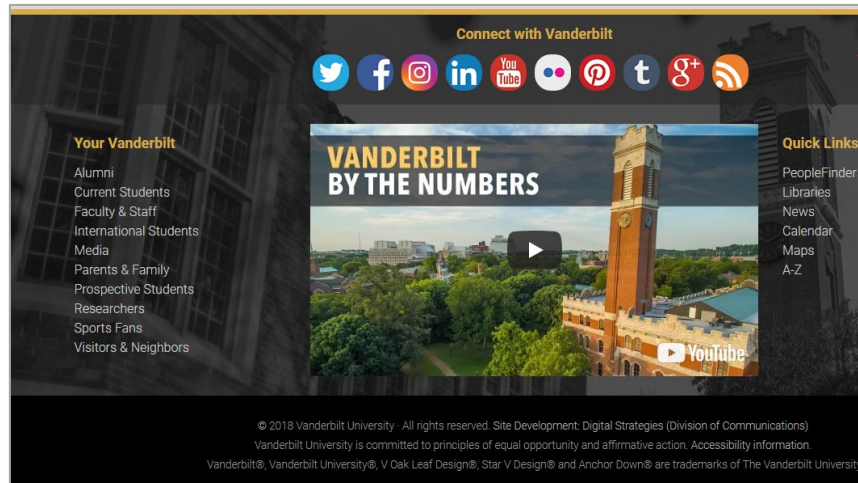 Connect with Vanderbilt
You
Tube
t
g+
in
Your Vanderbilt
Alumni
Current Students
Faculty & Staff
International Students
Media
Parents & Family
Prospective Students
Researchers
Sports Fans
Visitors & Neighbors
VANDERBILT
BY THE NUMBERS
YouTube
Quick Links
PeopleFinder
Libraries
News
Calendar
Maps
A-Z
© 2018 Vanderbilt University · All rights reserved. Site Development: Digital Strategies (Division of Communications)
Vanderbilt University is committed to principles of equal opportunity and affirmative action. Accessibility information.
Vanderbilt®, Vanderbilt University®, V Oak Leaf Design®, Star V Design® and Anchor Down® are trademarks of The Vanderbilt University